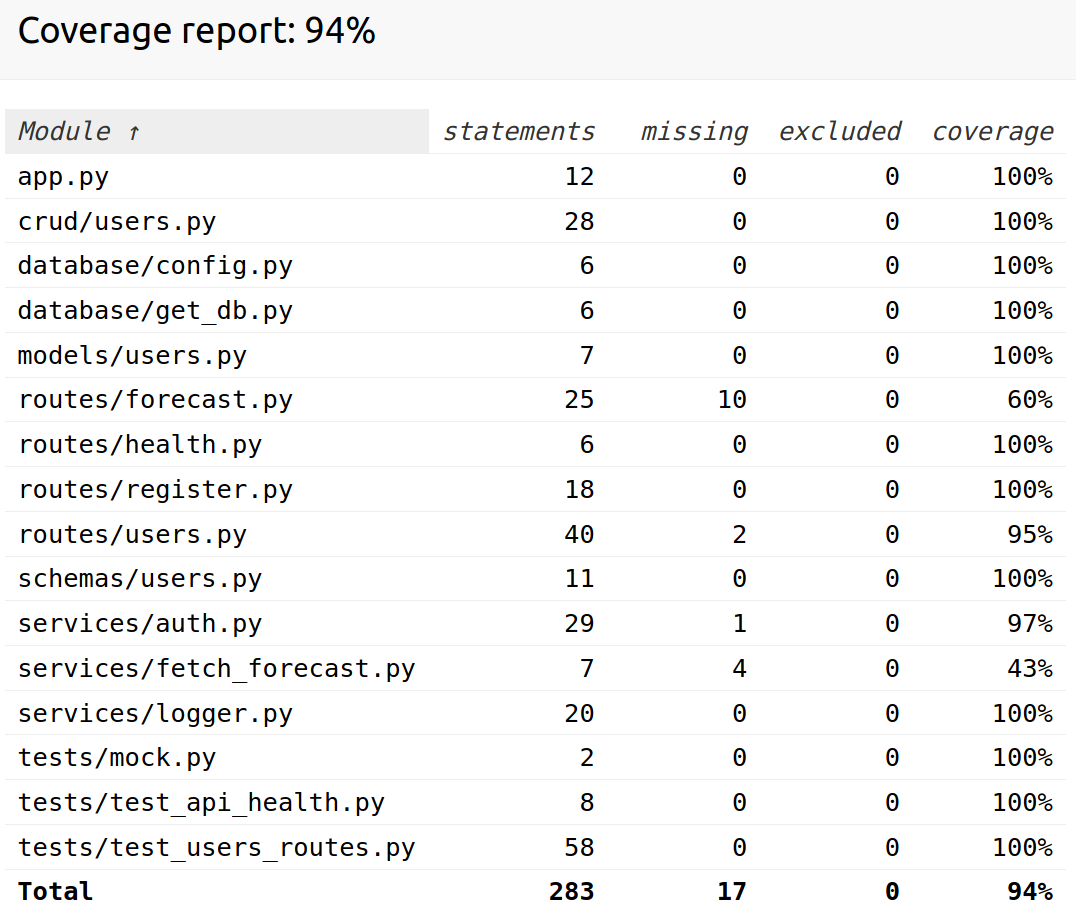 Coverage report: 94%
Module ↑ statements missing excluded coverage
app.py 12 0 0 100%
crud/users.py 28 0 0 100%
database/config.py 6 0 0 100%
database/get_db.py 6 0 0 100%
models/users.py 7 0 0 100%
routes/forecast.py 25 10 0 60%
routes/health.py 6 0 0 100%
routes/register.py 18 0 0 100%
routes/users.py 40 2 0 95%
schemas/users.py 11 0 0 100%
services/auth.py 29 1 0 97%
services/fetch_forecast.py 7 4 0 43%
services/logger.py 20 0 0 100%
tests/mock.py 2 0 0 100%
tests/test_api_health.py 8 0 0 100%
tests/test_users_routes.py 58 0 0 100%
Total 283 17 0 94%